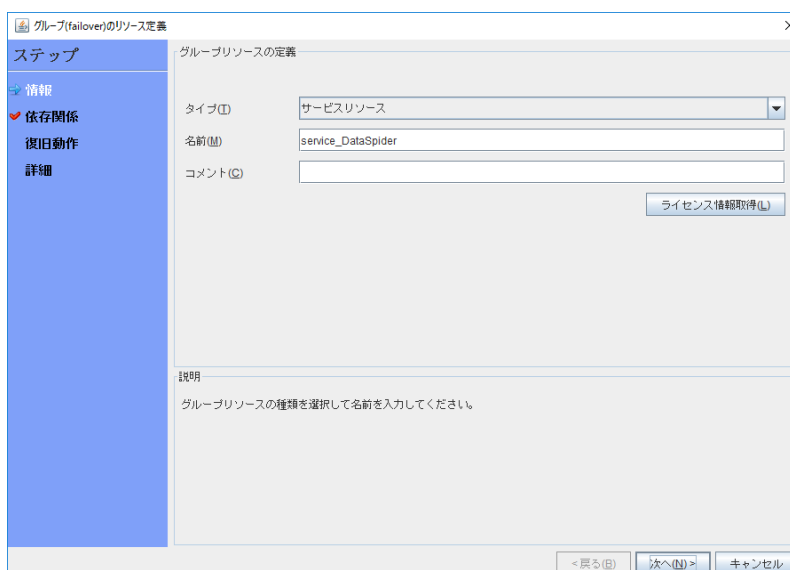 グループ(failover)のリソース定義
ステップ
情報
依存関係
復旧動作
詳細
グループリソースの定義
タイプ(T) サービスリソース
名前(M) service_DataSpider
コメント(C)
ライセンス情報取得(L)
説明
グループリソースの種類を選択して名前を入力してください。
<戻る(B) 次へ(N)> キャンセル